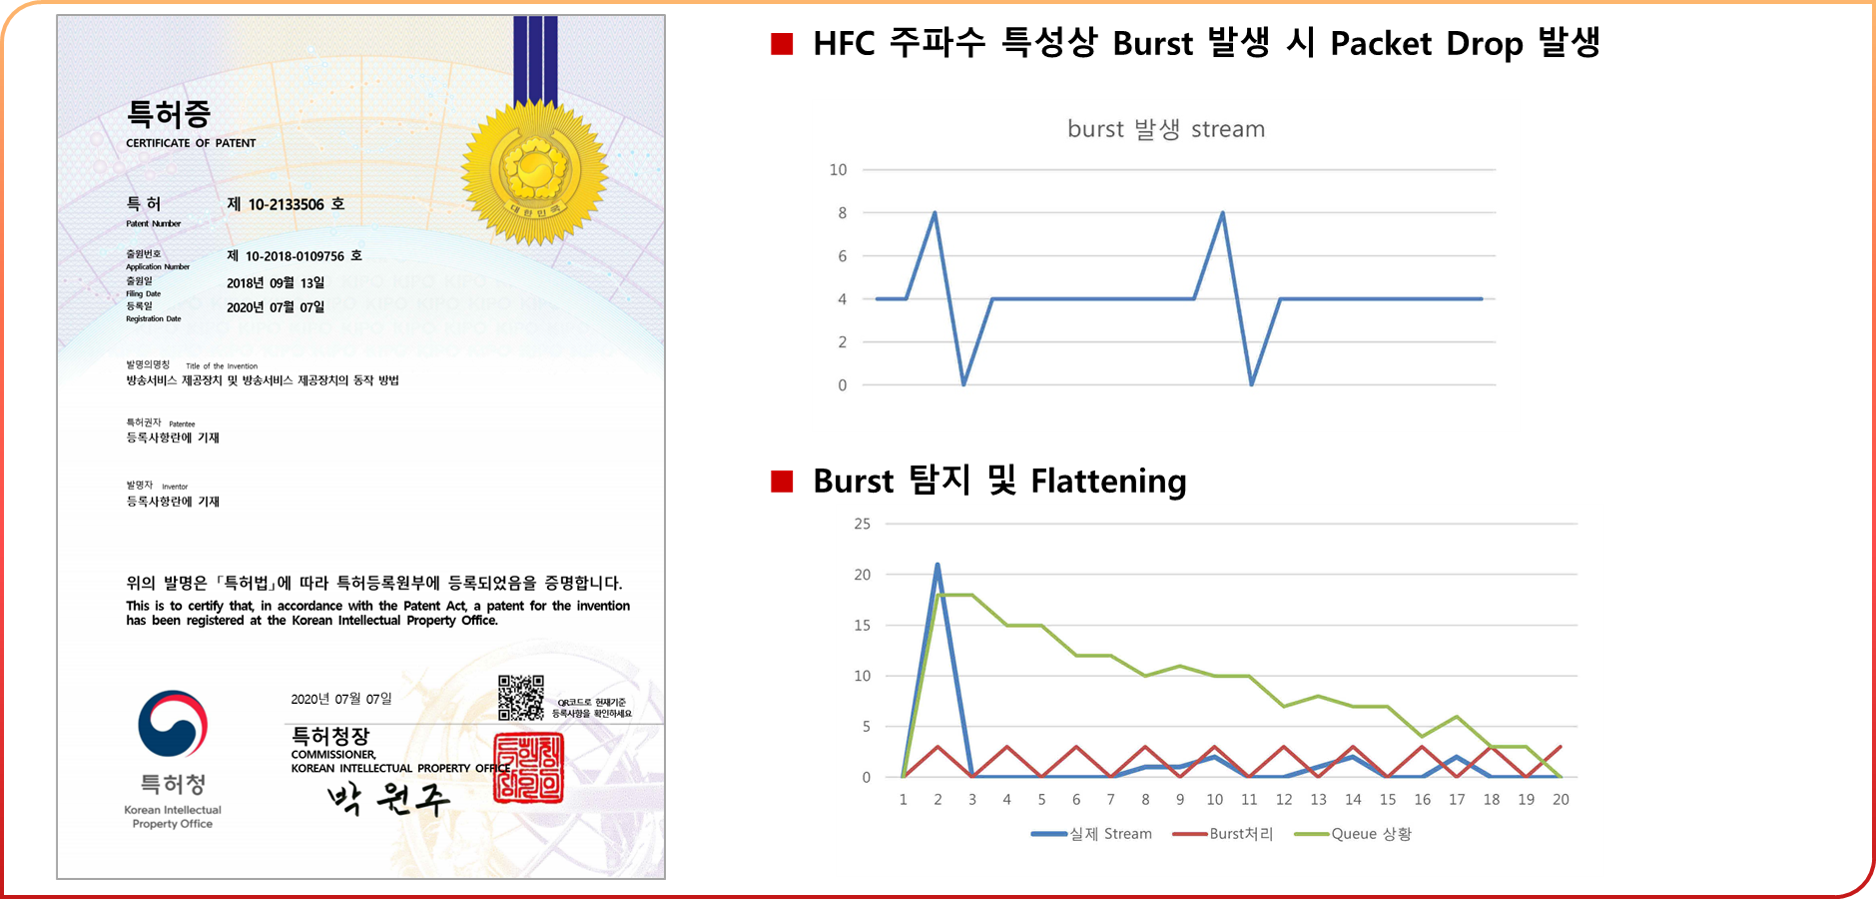 특허증
CERTIFICATE OF PATENT
대한민국
특 허 제 10-2133506 호
Patent Number
출원번호 제 10-2018-0109756 호
Application Number
출원일 2018년 09월 13일
Filing Date
등록일 2020년 07월 07일
Registration Date
발명의명칭 Title of the Invention
방송서비스 제공장치 및 방송서비스 제공장치의 동작 방법
특허권자 Patentee
등록사항란에 기재
발명자 Inventor
등록사항란에 기재
위의 발명은 「특허법」에 따라 특허등록원부에 등록되었음을 증명합니다.
This is to certify that, in accordance with the Patent Act, a patent for the invention
has been registered at the Korean Intellectual Property Office.
2020년 07월 07일
QR코드로 현재기준
등록사항을 확인하세요
특허청장
COMMISSIONER,
KOREAN INTELLECTUAL PROPERTY OFFICE
박 원 주
특허청
Korean Intellectual
Property Office
HFC 주파수 특성상 Burst 발생 시 Packet Drop 발생
burst 발생 stream
10
8
6
4
2
0
Burst 탐지 및 Flattening
25
20
15
10
5
0
1 2 3 4 5 6 7 8 9 10 11 12 13 14 15 16 17 18 19 20
실제 Stream Burst처리 Queue 상황